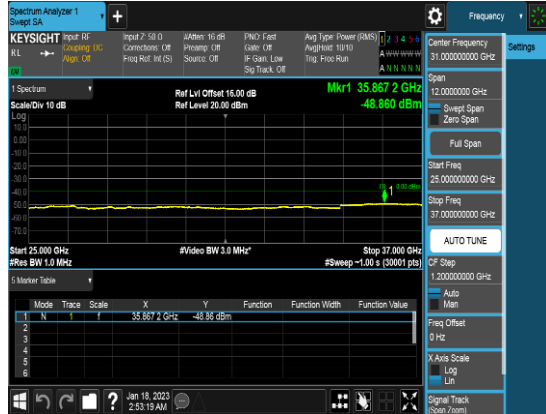 Spectrum Analyzer 1
Swept SA
Frequency
KEYSIGHT
RL
Input: RF
Coupling: DC
Align: Off
Input Z: 50 Ω
Corrections: Off
Freq Ref: Int (S)
#Atten: 16 dB
Preamp: Off
Source: Off
PNO: Fast
Gate: Off
IF Gain: Low
Sig Track: Off
Avg Type: Power (RMS)
Avg|Hold: 10/10
Trig: Free Run
1 2 3 4 5 6
A W W W W W
A N N N N N
1 Spectrum
Scale/Div 10 dB
Ref Lvl Offset 16.00 dB
Ref Level 20.00 dBm
Mkr1 35.867 2 GHz
-48.860 dBm
Log
10.0
0.00
-10.0
-20.0
-30.0
-40.0
-50.0
-60.0
-70.0
1
Start 25.000 GHz
#Res BW 1.0 MHz
#Video BW 3.0 MHz*
Stop 37.000 GHz
#Sweep ~1.00 s (30001 pts)
5 Marker Table
Mode Trace Scale X Y Function Function Width Function Value
1 N 1 f 35.867 2 GHz -48.86 dBm
2
3
4
5
6
Jan 18, 2023
2:53:19 AM
Center Frequency
31.000000000 GHz
Settings
Span
12.0000000 GHz
Swept Span
Zero Span
Full Span
Start Freq
25.000000000 GHz
Stop Freq
37.000000000 GHz
AUTO TUNE
CF Step
1.200000000 GHz
Auto
Man
Freq Offset
0 Hz
X Axis Scale
Log
Lin
Signal Track
(Span Zoom)